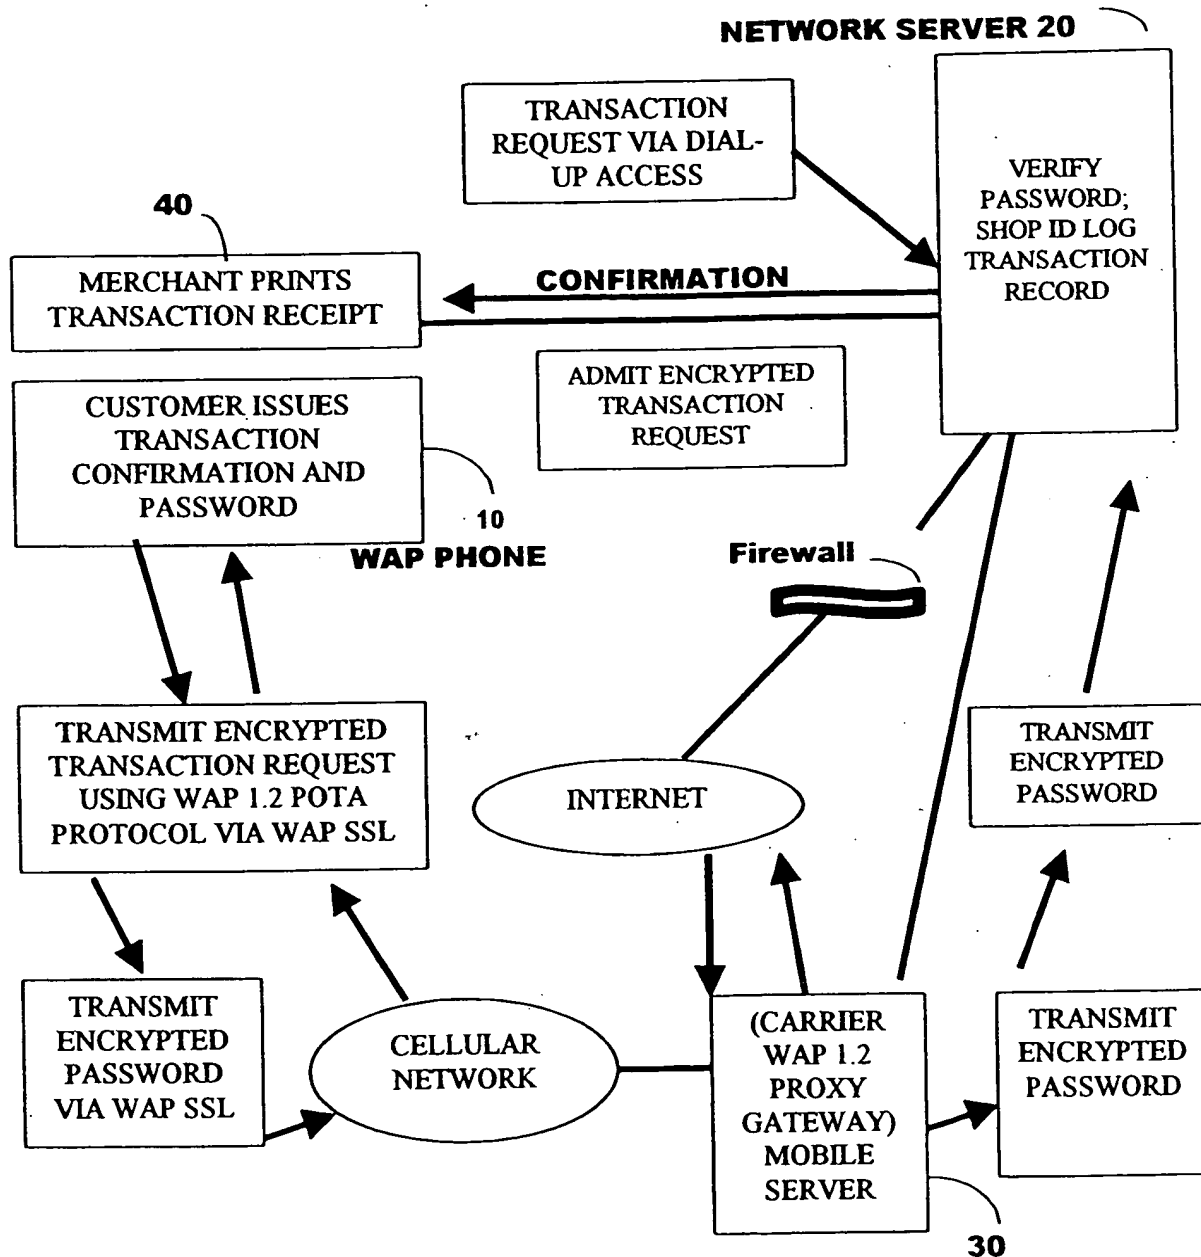 NETWORK SERVER 20
TRANSACTION
REQUEST VIA DIAL-
UP ACCESS
VERIFY
PASSWORD;
SHOP ID LOG
TRANSACTION
RECORD
40
MERCHANT PRINTS
TRANSACTION RECEIPT
CONFIRMATION
ADMIT ENCRYPTED
TRANSACTION
REQUEST
CUSTOMER ISSUES
TRANSACTION
CONFIRMATION AND
PASSWORD
10
WAP PHONE
Firewall
TRANSMIT ENCRYPTED
TRANSACTION REQUEST
USING WAP 1.2 POTA
PROTOCOL VIA WAP SSL
INTERNET
TRANSMIT
ENCRYPTED
PASSWORD
TRANSMIT
ENCRYPTED
PASSWORD
VIA WAP SSL
CELLULAR
NETWORK
(CARRIER
WAP 1.2
PROXY
GATEWAY)
MOBILE
SERVER
TRANSMIT
ENCRYPTED
PASSWORD
30